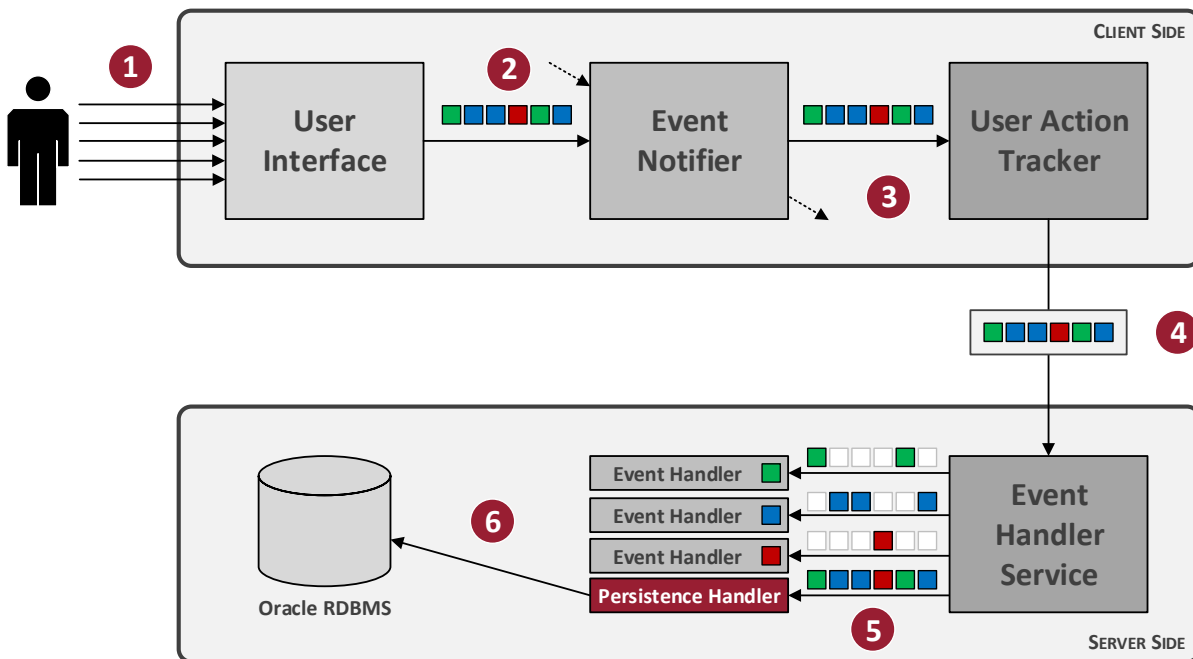 CLIENT SIDE
1
2
User
Interface
Event
Notifier
User Action
Tracker
3
4
Event Handler
Event Handler
Event Handler
Persistence Handler
Event
Handler
Service
6
Oracle RDBMS
5
SERVER SIDE